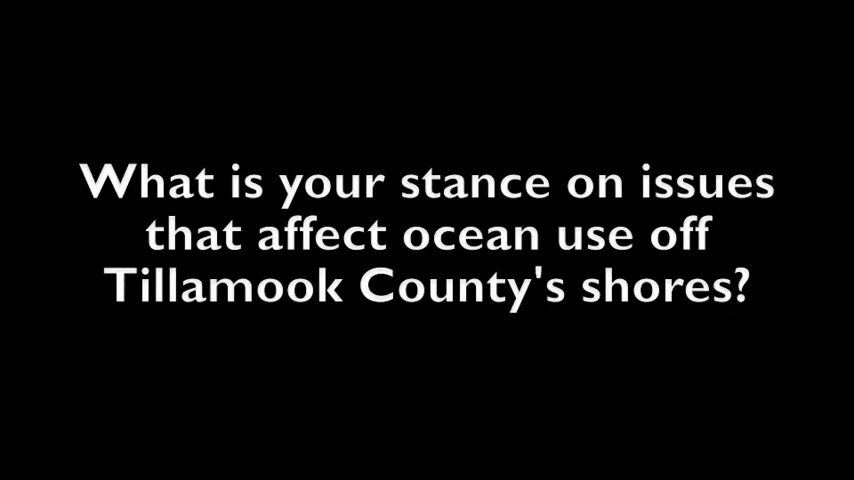 What is your stance on issues
that affect ocean use off
Tillamook County's shores?